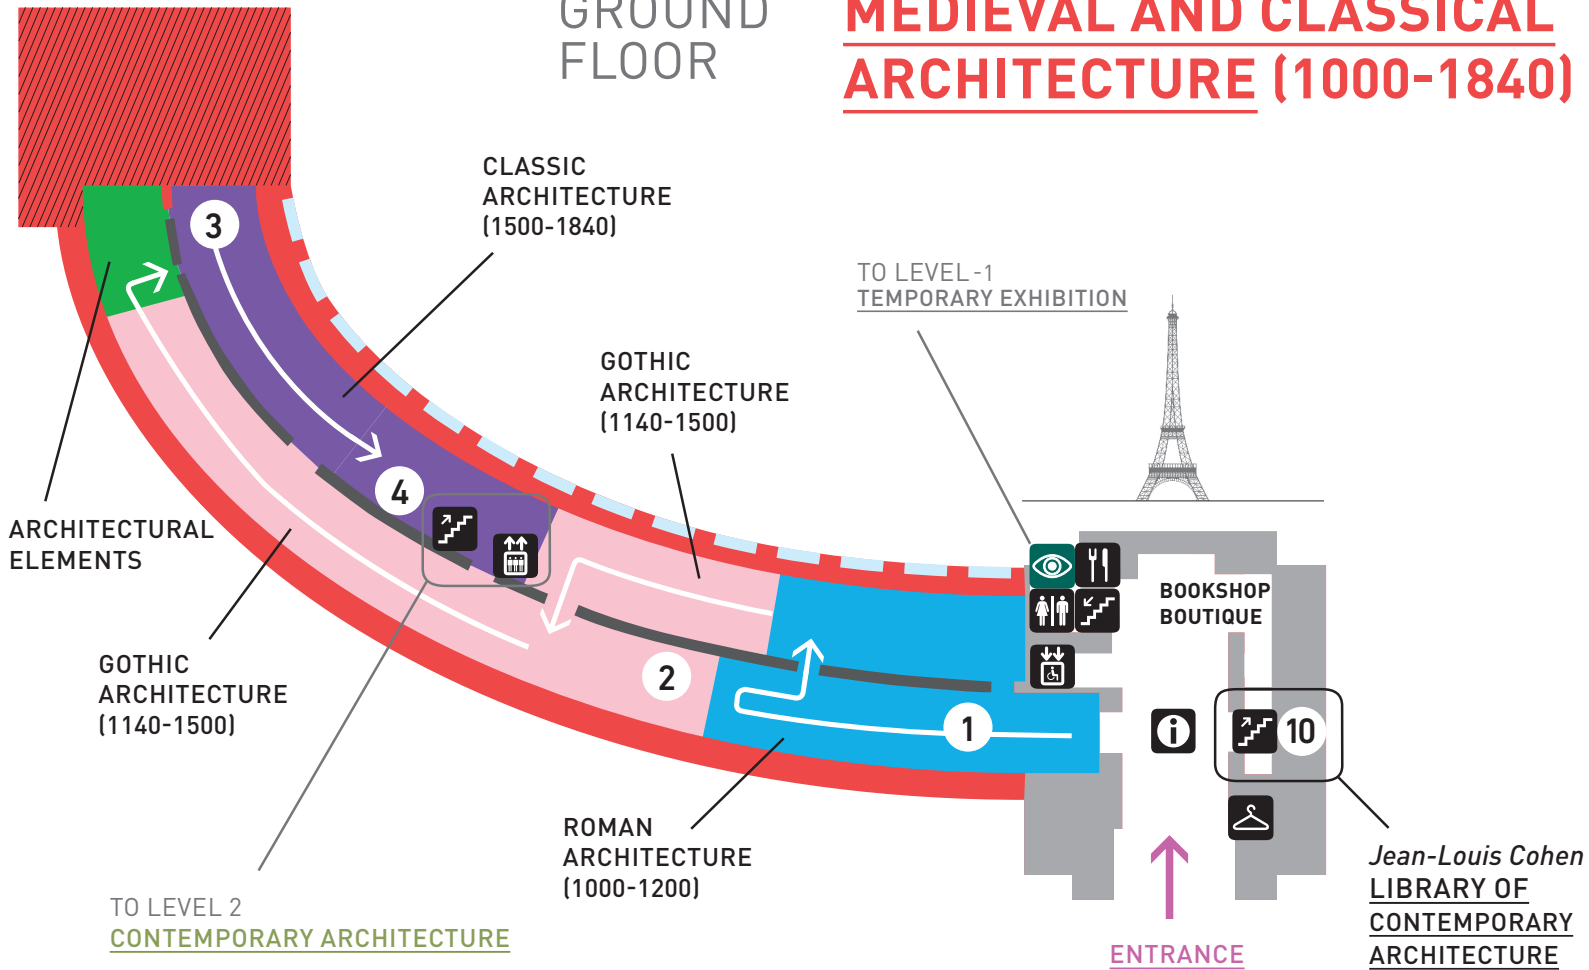 GROUND
FLOOR
MEDIEVAL AND CLASSICAL
ARCHITECTURE (1000-1840)
CLASSIC
ARCHITECTURE
(1500-1840)
3
TO LEVEL -1
TEMPORARY EXHIBITION
GOTHIC
ARCHITECTURE
(1140-1500)
4
ARCHITECTURAL
ELEMENTS
BOOKSHOP
BOUTIQUE
GOTHIC
ARCHITECTURE
(1140-1500)
2
1
i
10
ROMAN
ARCHITECTURE
(1000-1200)
Jean-Louis Cohen
LIBRARY OF
CONTEMPORARY
ARCHITECTURE
TO LEVEL 2
CONTEMPORARY ARCHITECTURE
ENTRANCE